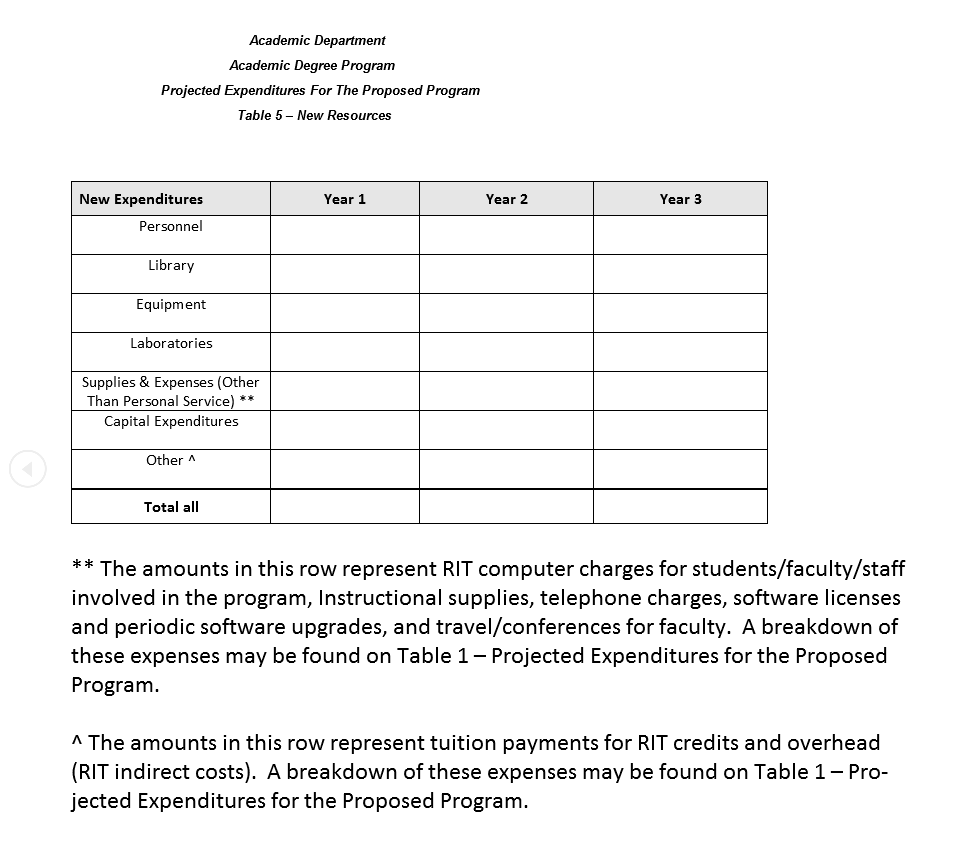 Academic Department
Academic Degree Program
Projected Expenditures For The Proposed Program
Table 5 – New Resources
New Expenditures Year 1 Year 2 Year 3
Personnel
Library
Equipment
Laboratories
Supplies & Expenses (Other
Than Personal Service) **
Capital Expenditures
Other ^
Total all
** The amounts in this row represent RIT computer charges for students/faculty/staff
involved in the program, Instructional supplies, telephone charges, software licenses
and periodic software upgrades, and travel/conferences for faculty.  A breakdown of
these expenses may be found on Table 1 – Projected Expenditures for the Proposed
Program.
^ The amounts in this row represent tuition payments for RIT credits and overhead
(RIT indirect costs).  A breakdown of these expenses may be found on Table 1 – Pro-
jected Expenditures for the Proposed Program.